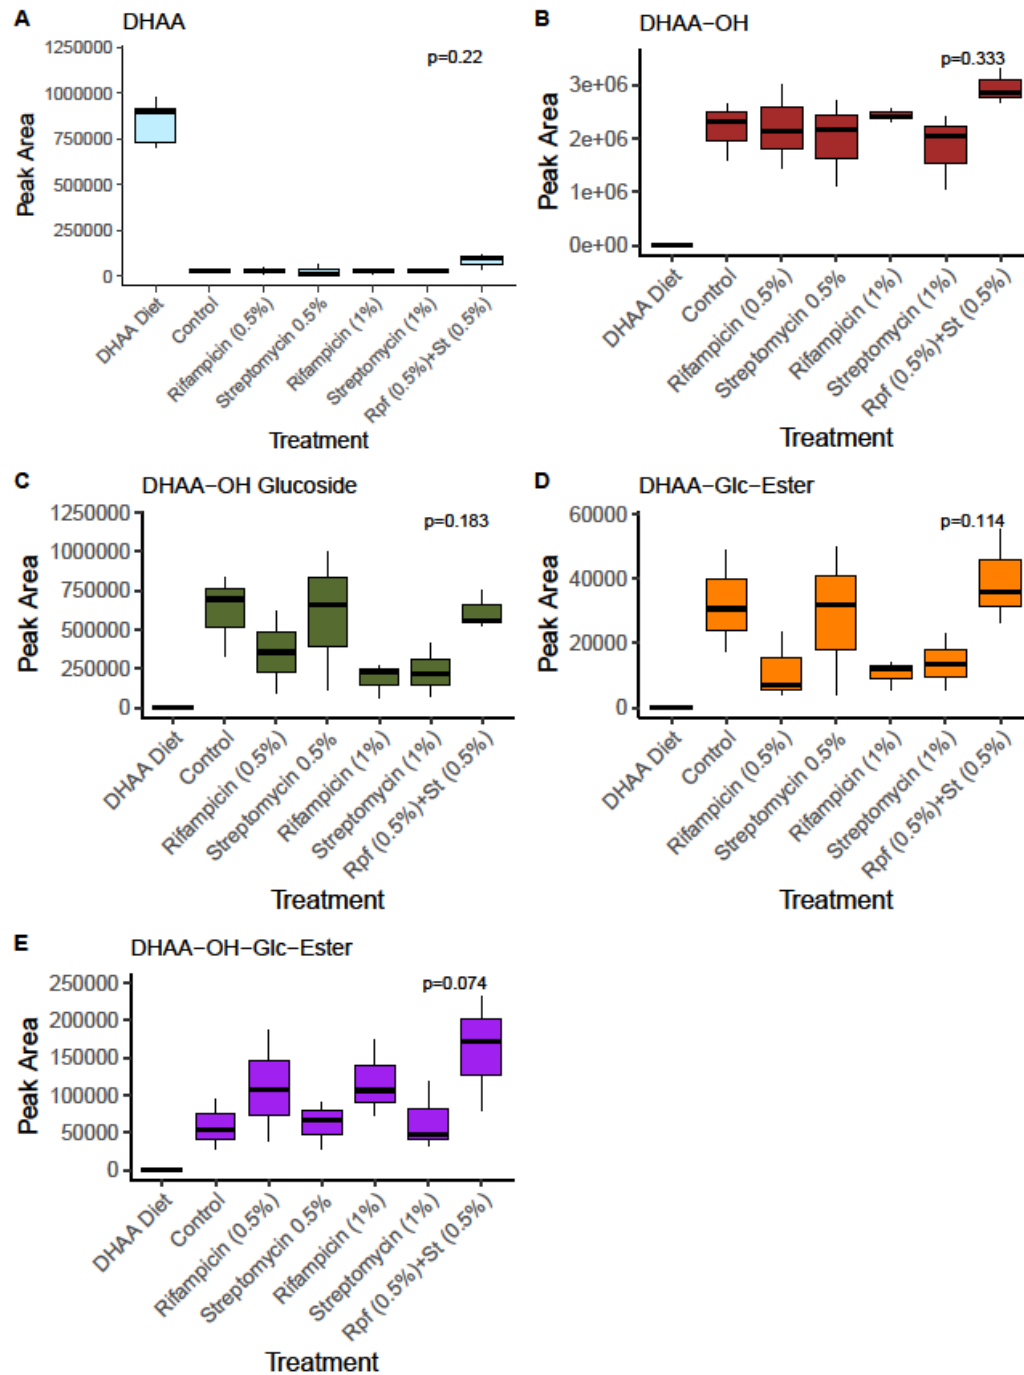 A
DHAA
p=0.22
Peak Area
1250000
1000000
750000
500000
250000
0
DHAA Diet
Control
Rifampicin (0.5%)
Streptomycin 0.5%
Rifampicin (1%)
Streptomycin (1%)
Rpf (0.5%)+St (0.5%)
Treatment
B
DHAA−OH
p=0.333
Peak Area
3e+06
2e+06
1e+06
0e+00
DHAA Diet
Control
Rifampicin (0.5%)
Streptomycin 0.5%
Rifampicin (1%)
Streptomycin (1%)
Rpf (0.5%)+St (0.5%)
Treatment
C
DHAA−OH Glucoside
p=0.183
Peak Area
1250000
1000000
750000
500000
250000
0
DHAA Diet
Control
Rifampicin (0.5%)
Streptomycin 0.5%
Rifampicin (1%)
Streptomycin (1%)
Rpf (0.5%)+St (0.5%)
Treatment
D
DHAA−Glc−Ester
p=0.114
Peak Area
60000
40000
20000
0
DHAA Diet
Control
Rifampicin (0.5%)
Streptomycin 0.5%
Rifampicin (1%)
Streptomycin (1%)
Rpf (0.5%)+St (0.5%)
Treatment
E
DHAA−OH−Glc−Ester
p=0.074
Peak Area
250000
200000
150000
100000
50000
0
DHAA Diet
Control
Rifampicin (0.5%)
Streptomycin 0.5%
Rifampicin (1%)
Streptomycin (1%)
Rpf (0.5%)+St (0.5%)
Treatment